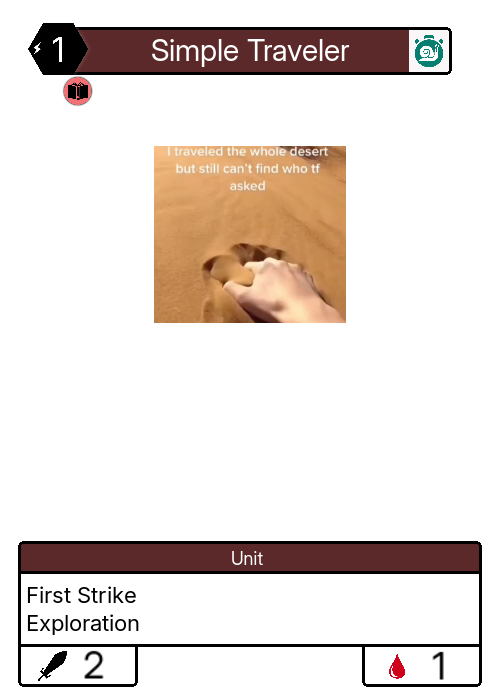 1
Simple Traveler
I traveled the whole desert
but still can't find who tf
asked
Unit
First Strike
Exploration
2
1